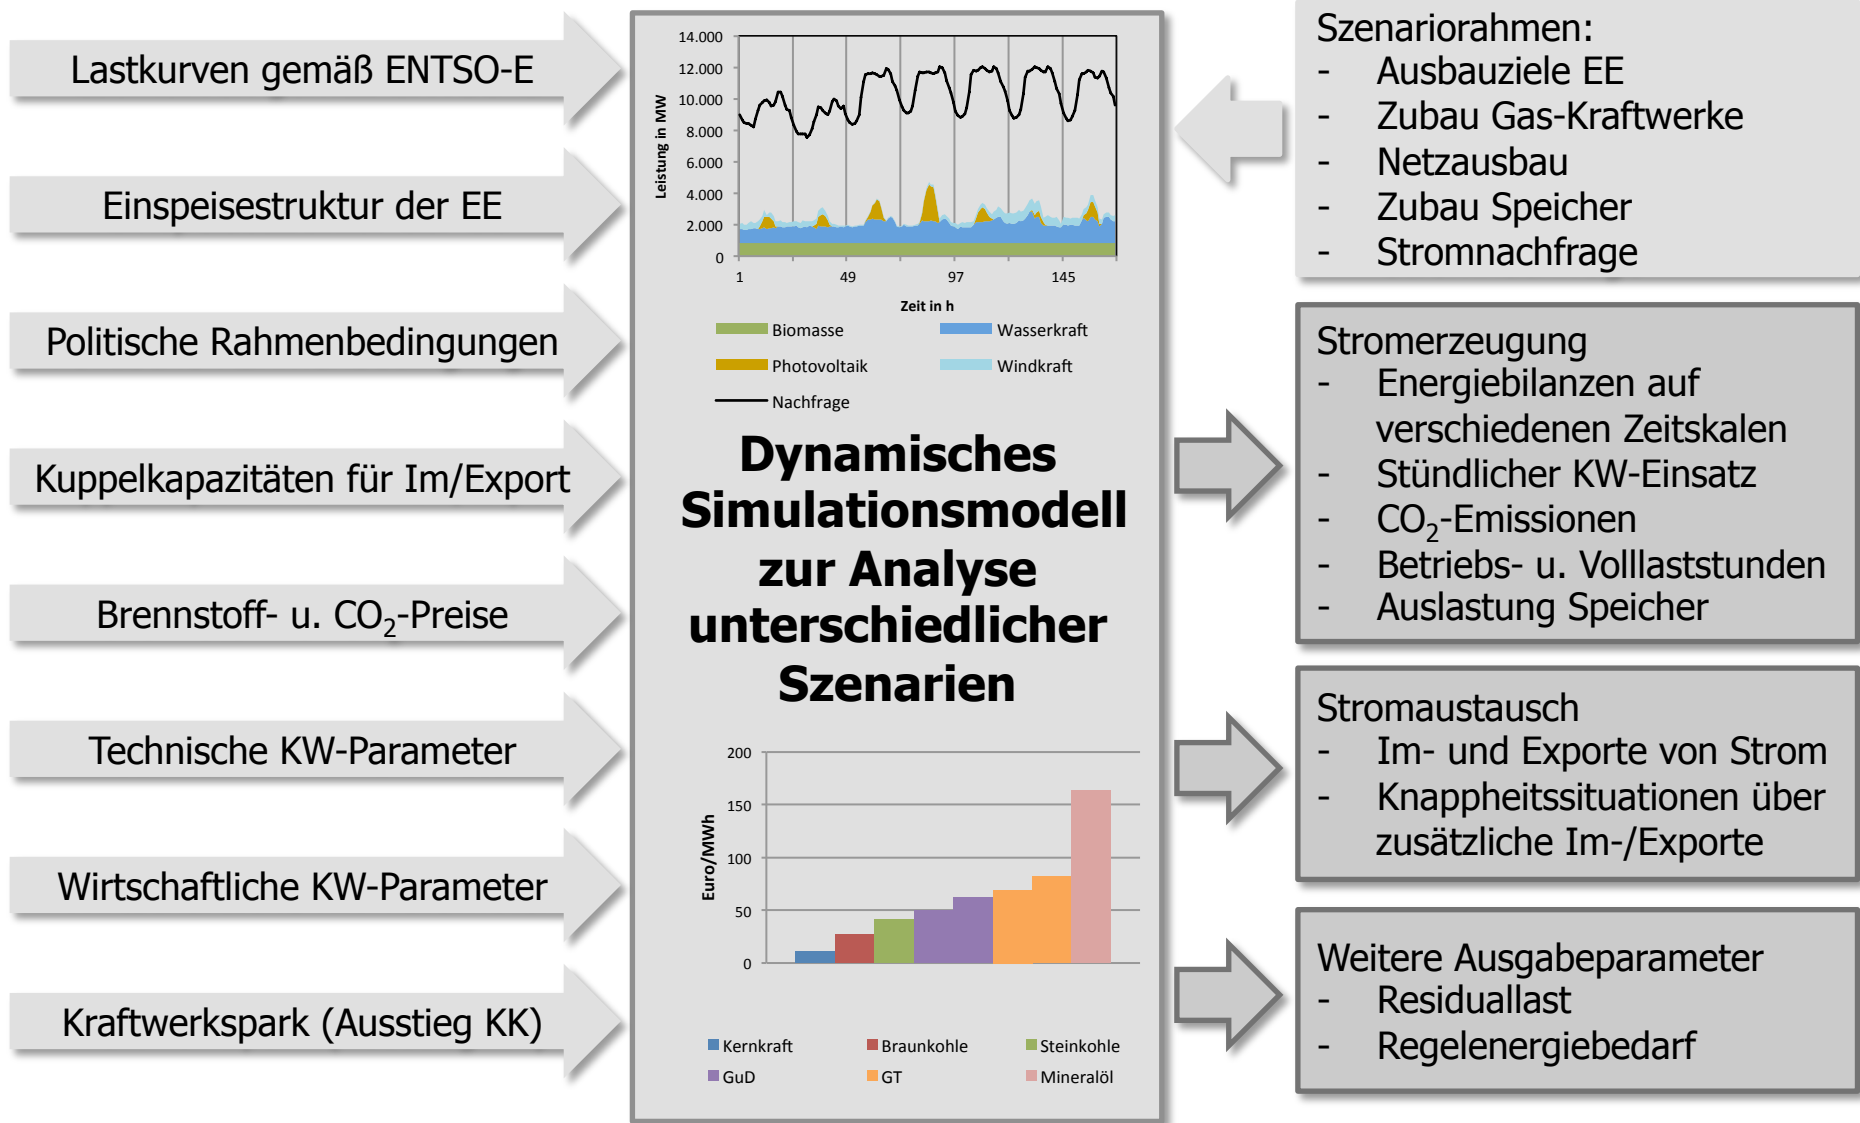 Lastkurven gemäß ENTSO-E
Einspeisestruktur der EE
Politische Rahmenbedingungen
Kuppelkapazitäten für Im/Export
Brennstoff- u. CO₂-Preise
Technische KW-Parameter
Wirtschaftliche KW-Parameter
Kraftwerkspark (Ausstieg KK)
Leistung in MW
14.000
12.000
10.000
8.000
6.000
4.000
2.000
0
1 49 97 145
Zeit in h
Biomasse Wasserkraft
Photovoltaik Windkraft
Nachfrage
Dynamisches
Simulationsmodell
zur Analyse
unterschiedlicher
Szenarien
Euro/MWh
200
150
100
50
0
Kernkraft Braunkohle Steinkohle
GuD GT Mineralöl
Szenariorahmen:
- Ausbauziele EE
- Zubau Gas-Kraftwerke
- Netzausbau
- Zubau Speicher
- Stromnachfrage
Stromerzeugung
- Energiebilanzen auf
verschiedenen Zeitskalen
- Stündlicher KW-Einsatz
- CO₂-Emissionen
- Betriebs- u. Volllaststunden
- Auslastung Speicher
Stromaustausch
- Im- und Exporte von Strom
- Knappheitssituationen über
zusätzliche Im-/Exporte
Weitere Ausgabeparameter
- Residuallast
- Regelenergiebedarf